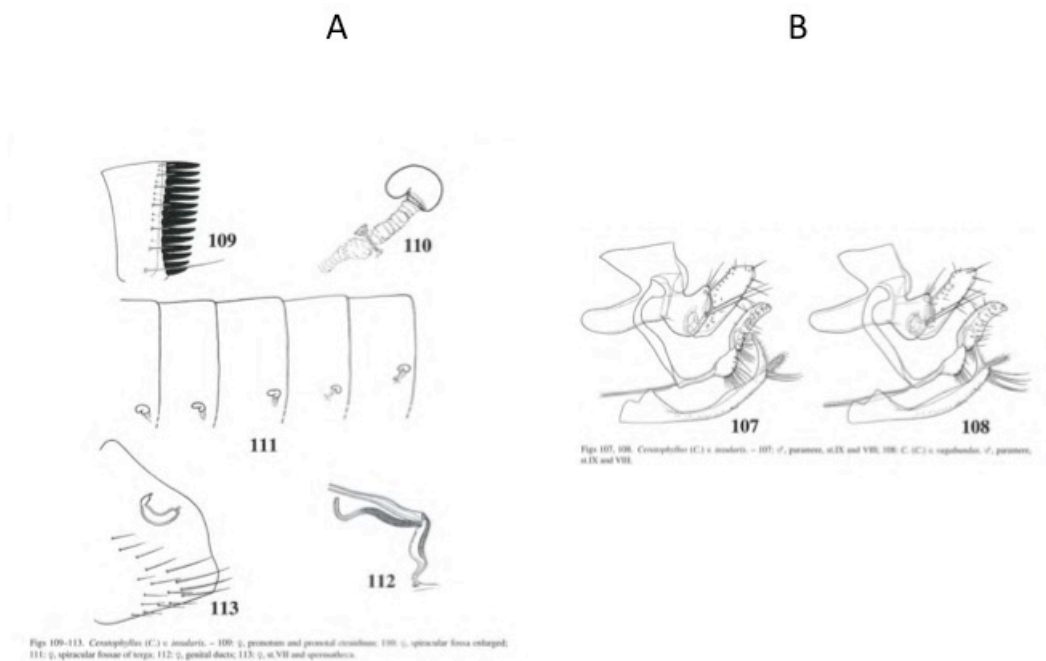 A
B
109
110
111
112
113
Figs 109–113. Ceratophyllus (C.) v. insularis. – 109: ♀, pronotum and pronotal ctenidium; 110: ♀, spiracular fossa enlarged;
111: ♀, spiracular fossae of terga; 112: ♀, genital ducts; 113: ♀, st.VII and spermatheca.
107
108
Figs 107, 108. Ceratophyllus (C.) v. insularis. – 107: ♂, paramere, st.IX and VIII; 108: C. (C.) v. vagabundus, ♂, paramere,
st.IX and VIII.